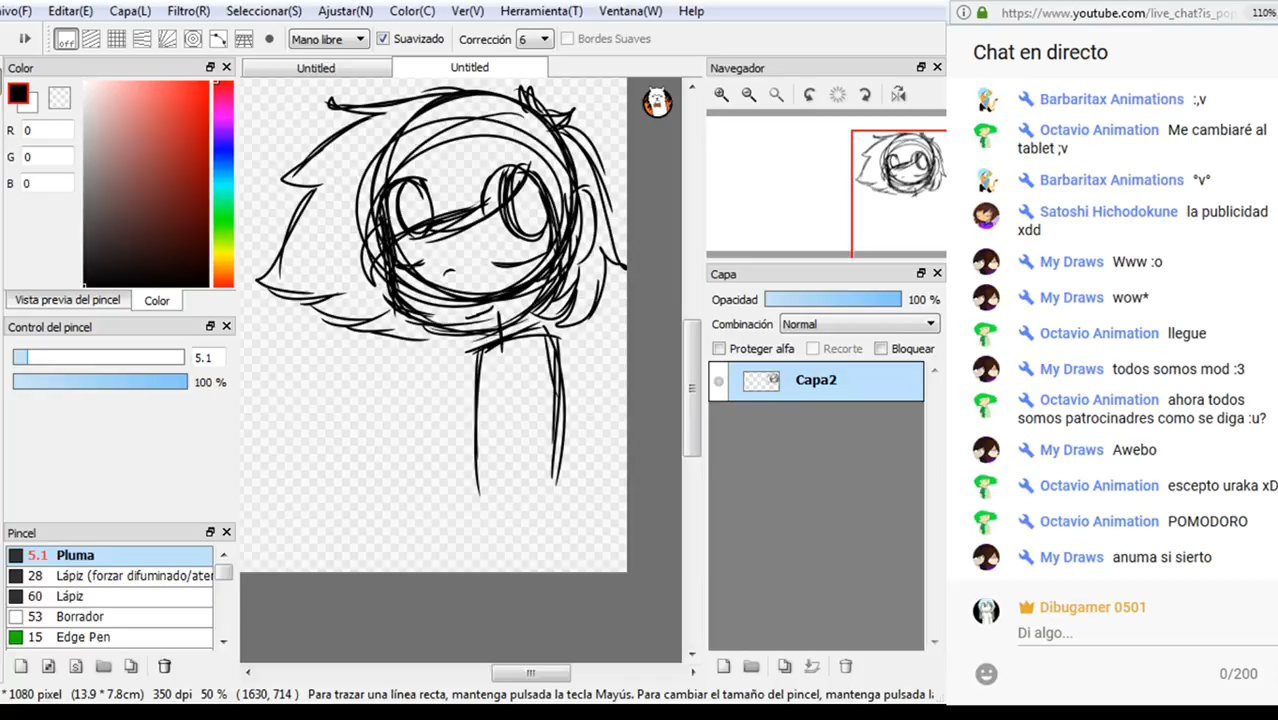 ivo(F) Editar(E) Capa(L) Filtro(R) Seleccionar(S) Ajustar(N) Color(C) Ver(V) Herramienta(T) Ventana(W) Help
off Mano libre Suavizado Corrección 6 Bordes Suaves
Color
R 0
G 0
B 0
Vista previa del pincel Color
Control del pincel
5.1
100 %
Pincel
5.1 Pluma
28 Lápiz (forzar difuminado/ater
60 Lápiz
53 Borrador
15 Edge Pen
Untitled Untitled
Navegador
Capa
Opacidad 100 %
Combinación Normal
Proteger alfa Recorte Bloquear
Capa2
* 1080 pixel (13.9 * 7.8cm) 350 dpi 50 % (1630, 714) Para trazar una línea recta, mantenga pulsada la tecla Mayús. Para cambiar el tamaño del pincel, mantenga pulsada la
https://www.youtube.com/live_chat?is_pop 110%
Chat en directo
Barbaritax Animations :,v
Octavio Animation Me cambiaré al
tablet ;v
Barbaritax Animations °v°
Satoshi Hichodokune la publicidad
xdd
My Draws Www :o
My Draws wow*
Octavio Animation llegue
My Draws todos somos mod :3
Octavio Animation ahora todos
somos patrocinadres como se diga :u?
My Draws Awebo
Octavio Animation escepto uraka xD
Octavio Animation POMODORO
My Draws anuma si sierto
Dibugamer 0501
Di algo...
0/200